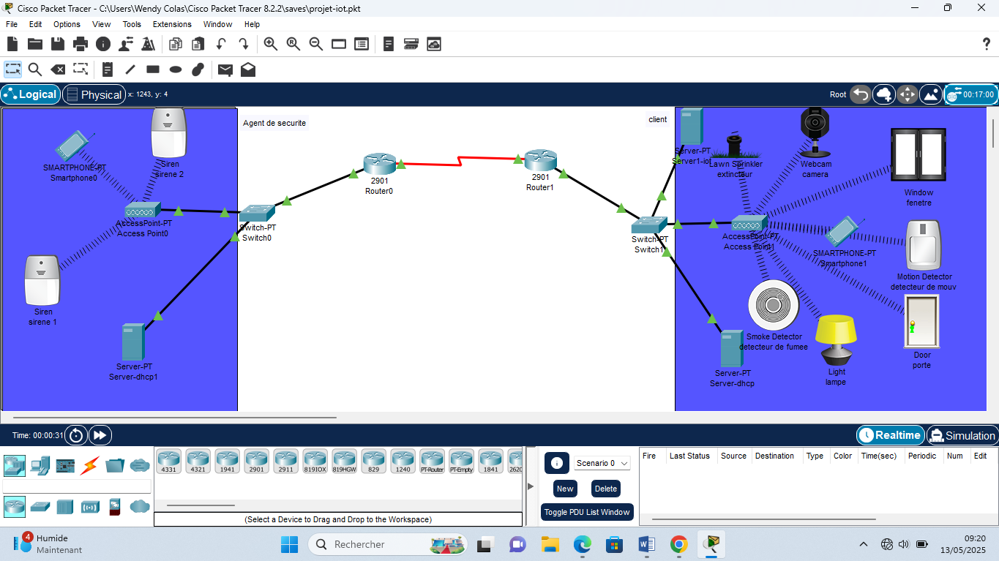 Cisco Packet Tracer - C:\Users\Wendy Colas\Cisco Packet Tracer 8.2.2\saves\projet-iot.pkt
File Edit Options View Tools Extensions Window Help
?
Logical Physical x: 1243, y: 4 Root 00:17:00
Agent de securite
client
SMARTPHONE-PT
Smartphone0
Siren
sirene 2
AccessPoint-PT
Access Point0
Siren
sirene 1
Server-PT
Server-dhcp1
Switch-PT
Switch0
2901
Router0
2901
Router1
Switch-PT
Switch1
Server-PT
Server1-iot
Lawn Sprinkler
extincteur
Webcam
camera
Window
fenetre
AccessPoint-PT
Access Point1
SMARTPHONE-PT
Smartphone1
Motion Detector
detecteur de mouv
Smoke Detector
detecteur de fumee
Server-PT
Server-dhcp
Light
lampe
Door
porte
Time: 00:00:31 Realtime Simulation
4331 4321 1941 2901 2911 819IOX 819HGW 829 1240 PT-Router PT-Empty 1841 2620
(Select a Device to Drag and Drop to the Workspace)
Scenario 0
New Delete
Toggle PDU List Window
Fire Last Status Source Destination Type Color Time(sec) Periodic Num Edit
4 Humide
Maintenant
Rechercher
09:20
13/05/2025